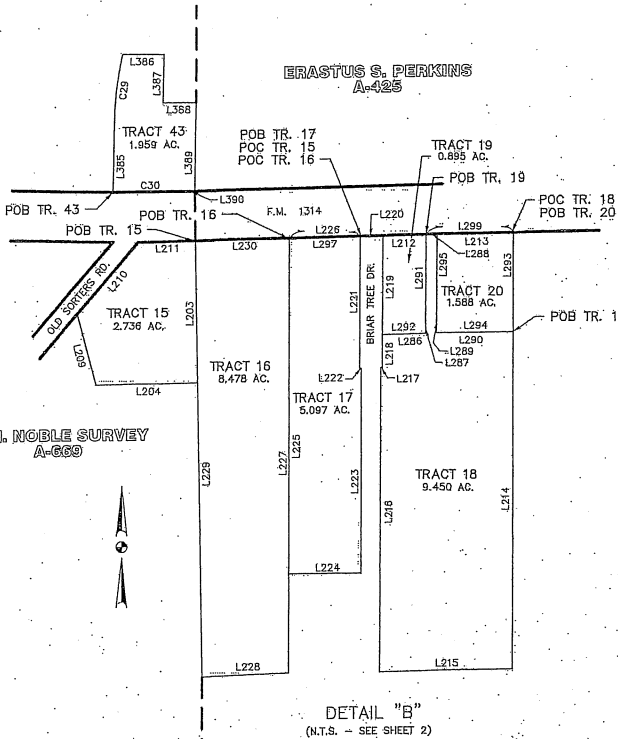 L386
C29
L387
L388
ERASTUS S. PERKINS
A-425
TRACT 43
1.959 AC.
L385
L389
POB TR. 17
POC TR. 15
POC TR. 16
TRACT 19
0.895 AC.
C30
L390
POB TR. 43
POB TR. 15
POB TR. 16
F.M. 1314
L220
POB TR. 19
L299
POC TR. 18
POB TR. 20
L211
L230
L226
L297
L212
L213
L288
OLD SORTERS RD.
L210
L203
L221
BRIAR TREE DR.
L219
L291
L295
L293
TRACT 15
2.736 AC.
TRACT 20
1.588 AC.
L292
L286
L294
L290
POB TR. 1
L209
L204
L218
L289
L287
TRACT 16
8.478 AC.
L222
L217
TRACT 17
5.097 AC.
. NOBLE SURVEY
A-669
L229
L227
L225
L223
L216
TRACT 18
9.450 AC.
L214
L224
L228
L215
DETAIL "B"
(N.T.S. - SEE SHEET 2)